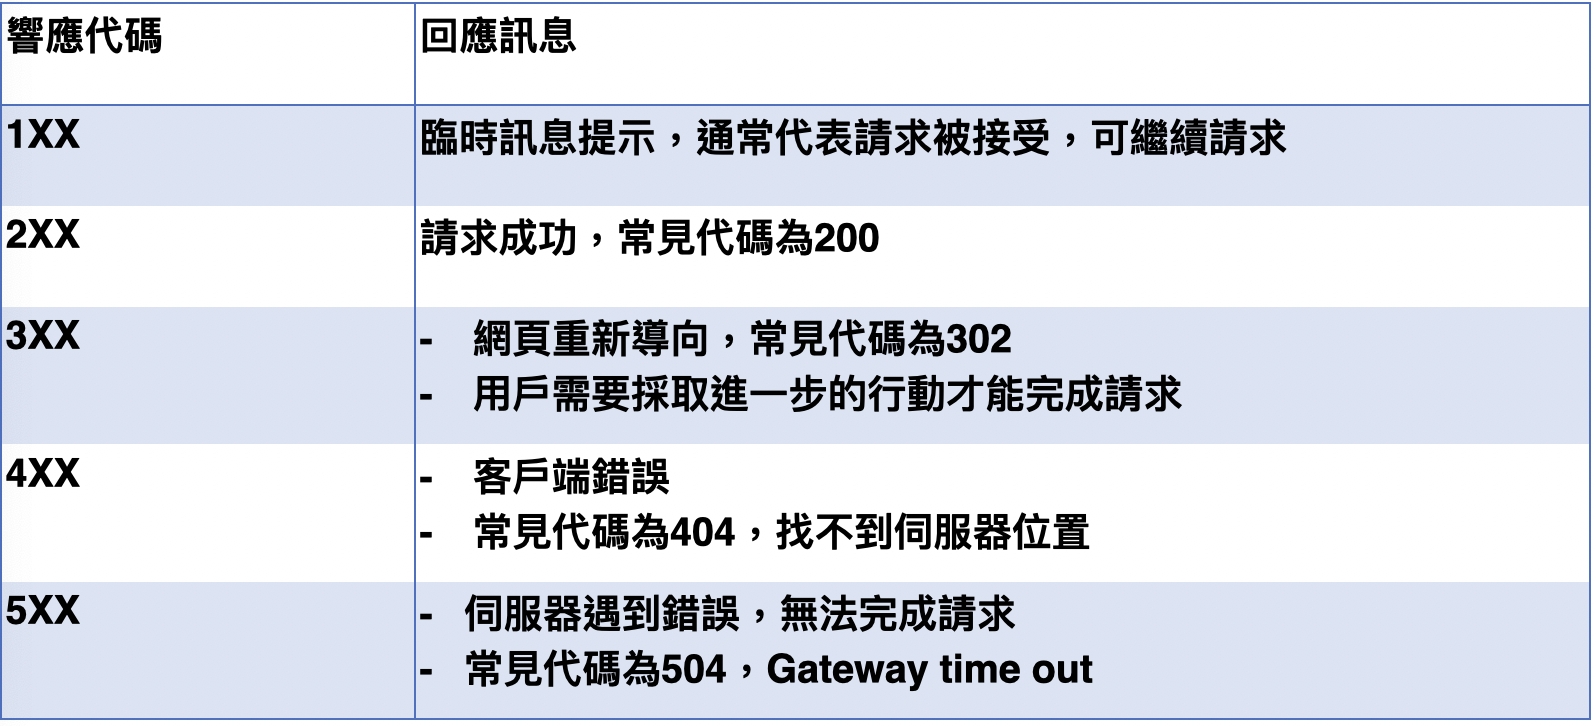 響應代碼
回應訊息
1XX
臨時訊息提示，通常代表請求被接受，可繼續請求
2XX
請求成功，常見代碼為200
3XX
- 網頁重新導向，常見代碼為302
- 用戶需要採取進一步的行動才能完成請求
4XX
- 客戶端錯誤
- 常見代碼為404，找不到伺服器位置
5XX
- 伺服器遇到錯誤，無法完成請求
- 常見代碼為504，Gateway time out